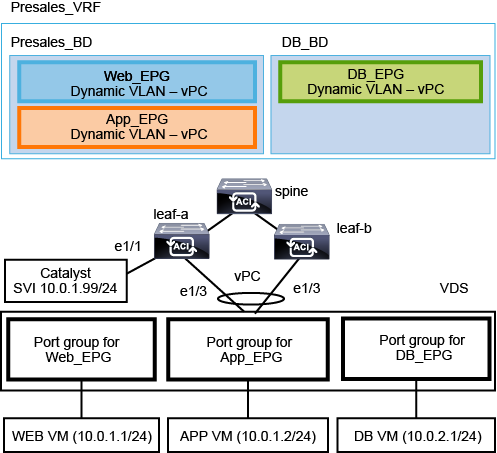 Presales_VRF
Presales_BD
DB_BD
Web_EPG
Dynamic VLAN – vPC
DB_EPG
Dynamic VLAN – vPC
App_EPG
Dynamic VLAN – vPC
ACI
spine
leaf-a
ACI
leaf-b
ACI
e1/1
Catalyst
SVI 10.0.1.99/24
vPC
e1/3
e1/3
VDS
Port group for
Web_EPG
Port group for
App_EPG
Port group for
DB_EPG
WEB VM (10.0.1.1/24)
APP VM (10.0.1.2/24)
DB VM (10.0.2.1/24)